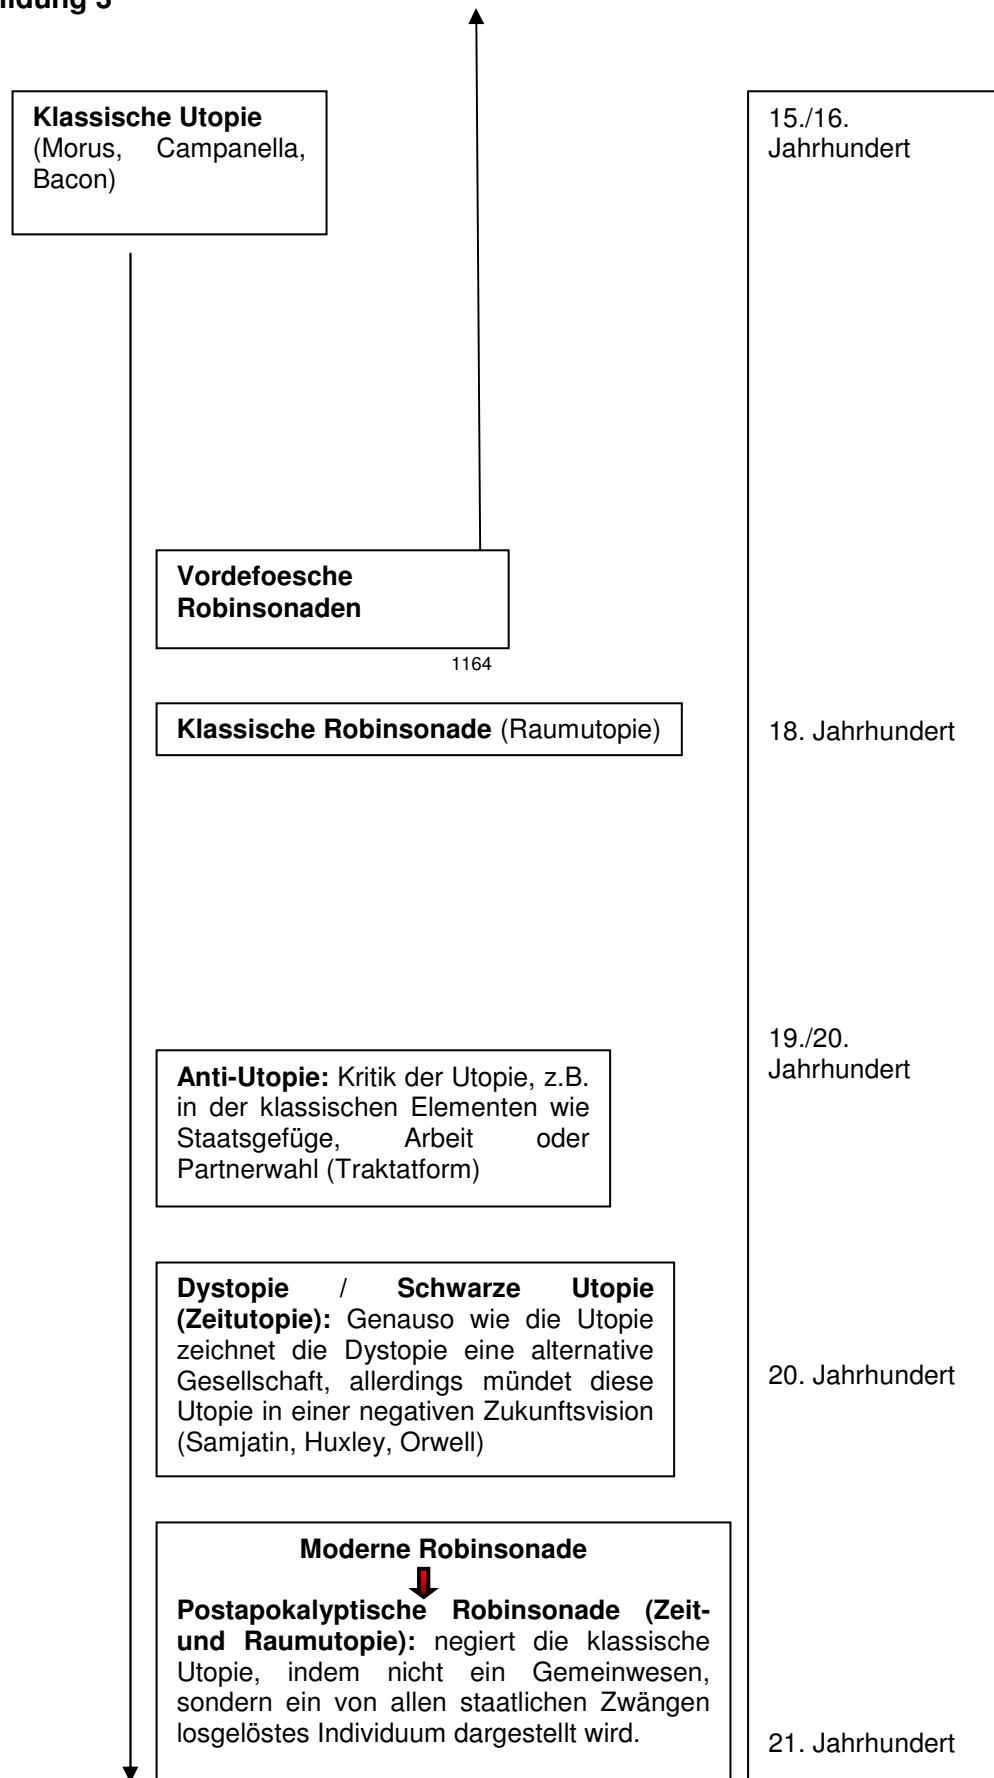 Klassische Utopie
(Morus, Campanella,
Bacon)
15./16.
Jahrhundert
Vordefoesche
Robinsonaden
1164
Klassische Robinsonade (Raumutopie)
18. Jahrhundert
19./20.
Jahrhundert
Anti-Utopie: Kritik der Utopie, z.B.
in der klassischen Elementen wie
Staatsgefüge, Arbeit oder
Partnerwahl (Traktatform)
Dystopie / Schwarze Utopie
(Zeitutopie): Genauso wie die Utopie
zeichnet die Dystopie eine alternative
Gesellschaft, allerdings mündet diese
Utopie in einer negativen Zukunftsvision
(Samjatin, Huxley, Orwell)
20. Jahrhundert
Moderne Robinsonade
Postapokalyptische Robinsonade (Zeit-
und Raumutopie): negiert die klassische
Utopie, indem nicht ein Gemeinwesen,
sondern ein von allen staatlichen Zwängen
losgelöstes Individuum dargestellt wird.
21. Jahrhundert